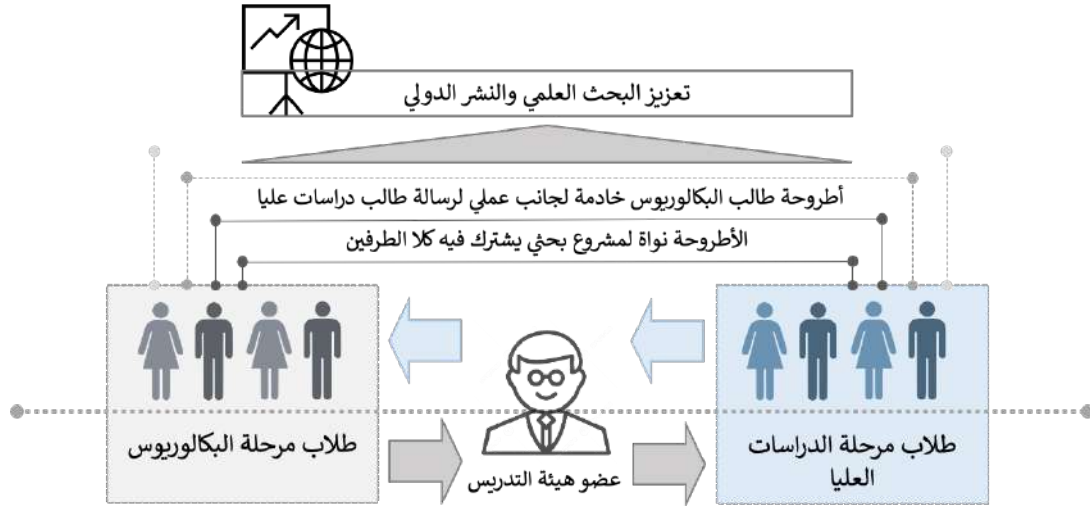 تعزيز البحث العلمي والنشر الدولي
أطروحة طالب البكالوريوس خادمة لجانب عملي لرسالة طالب دراسات عليا
الأطروحة نواة لمشروع بحثي يشترك فيه كلا الطرفين
طلاب مرحلة الدراسات
العليا
عضو هيئة التدريس
طلاب مرحلة البكالوريوس